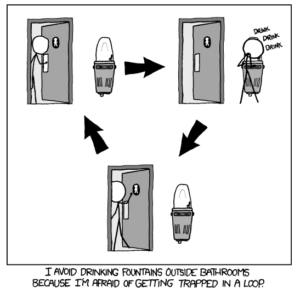 DRINK
DRINK
DRINK
I AVOID DRINKING FOUNTAINS OUTSIDE BATHROOMS
BECAUSE I'M AFRAID OF GETTING TRAPPED IN A LOOP.